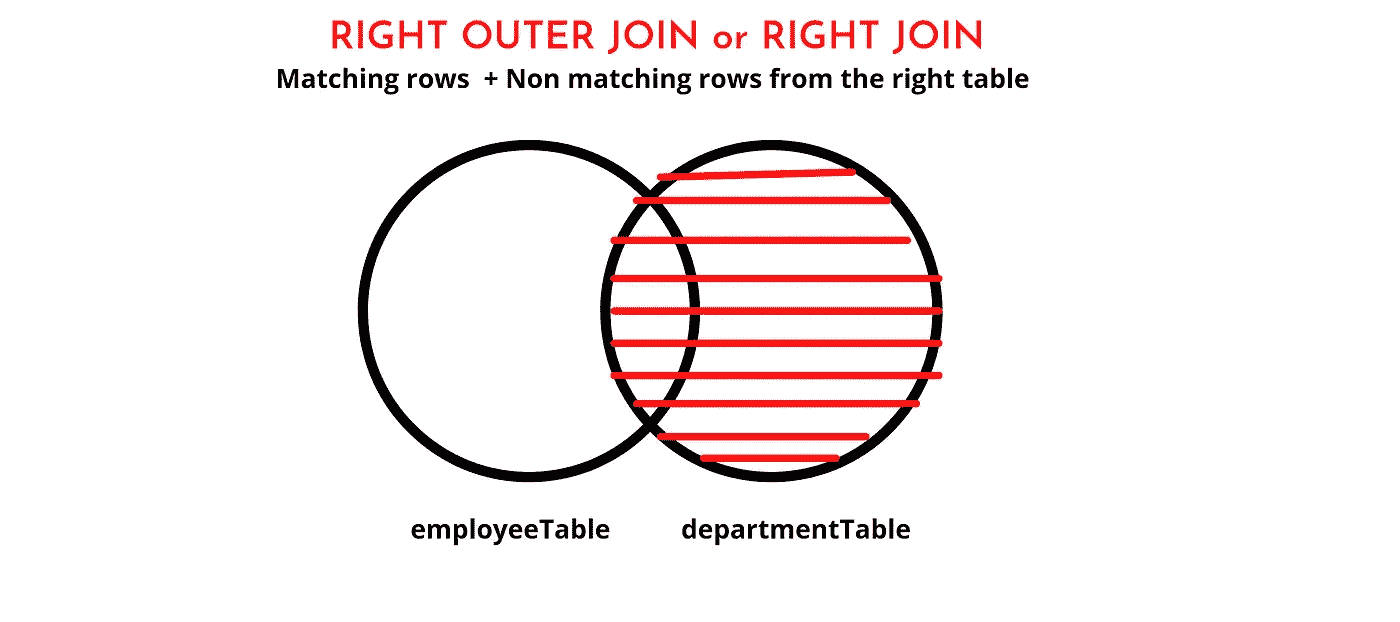 RIGHT OUTER JOIN or RIGHT JOIN
Matching rows + Non matching rows from the right table
employeeTable
departmentTable